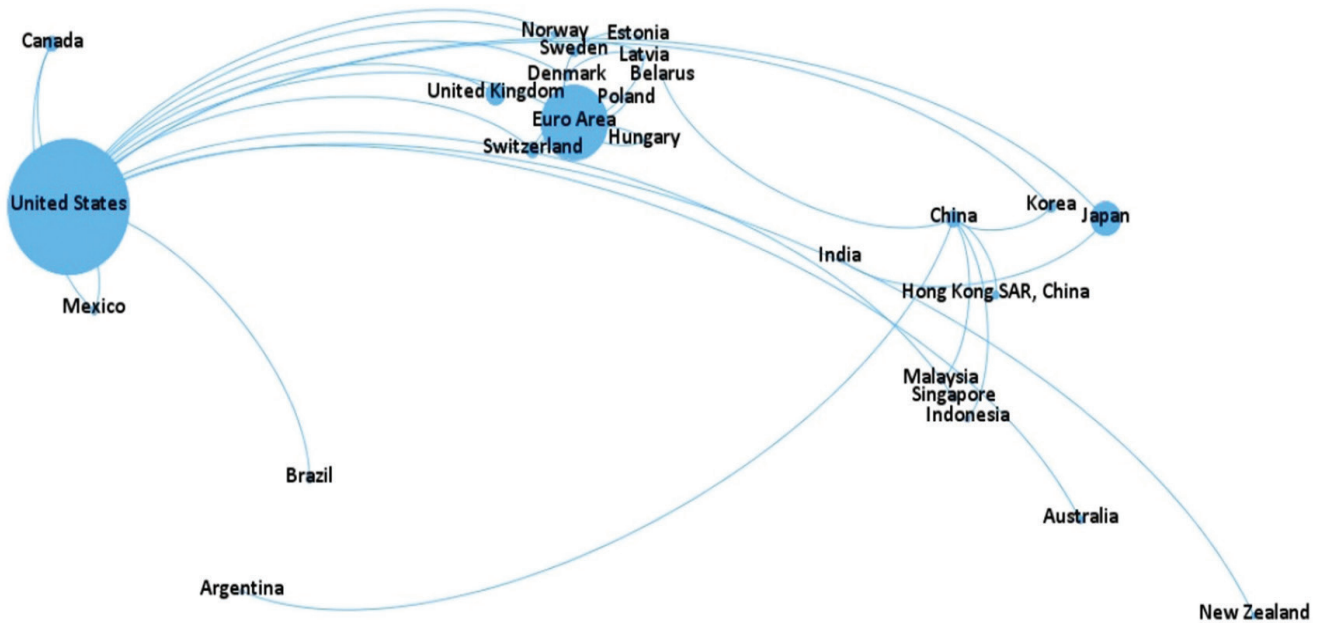 Norway
Estonia
Canada
Sweden
Latvia
Denmark
Belarus
United Kingdom
Poland
Euro Area
Hungary
Switzerland
United States
Korea
China
Japan
India
Hong Kong SAR, China
Mexico
Malaysia
Singapore
Indonesia
Brazil
Australia
Argentina
New Zealand